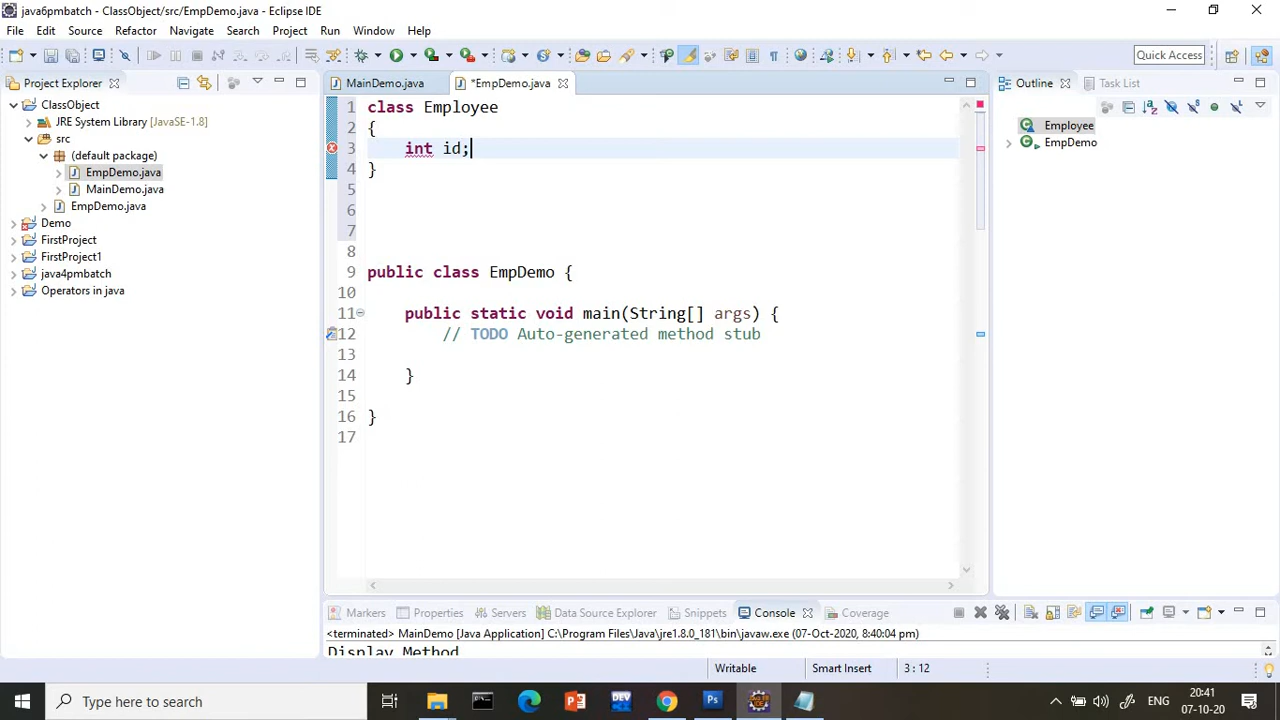 java6pmbatch - ClassObject/src/EmpDemo.java - Eclipse IDE
File Edit Source Refactor Navigate Search Project Run Window Help
Quick Access
Project Explorer
ClassObject
JRE System Library [JavaSE-1.8]
src
(default package)
EmpDemo.java
MainDemo.java
EmpDemo.java
Demo
FirstProject
FirstProject1
java4pmbatch
Operators in java
MainDemo.java *EmpDemo.java
1 class Employee
2 {
3 int id;
4 }
5
6
7
8
9 public class EmpDemo {
10
11 public static void main(String[] args) {
12 // TODO Auto-generated method stub
13
14 }
15
16 }
17
Outline Task List
Employee
EmpDemo
Markers Properties Servers Data Source Explorer Snippets Console Coverage
<terminated> MainDemo [Java Application] C:\Program Files\Java\jre1.8.0_181\bin\javaw.exe (07-Oct-2020, 8:40:04 pm)
Display Method
Writable Smart Insert 3 : 12
Type here to search
DEV
Ps
ENG
20:41
07-10-20